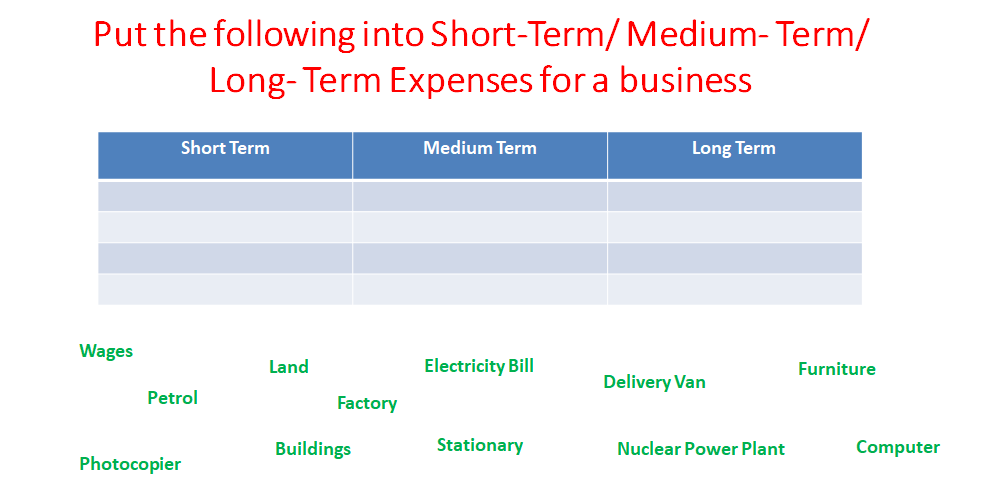 Put the following into Short-Term/ Medium- Term/
Long- Term Expenses for a business
Short Term
Medium Term
Long Term
Wages
Land
Electricity Bill
Delivery Van
Furniture
Petrol
Factory
Photocopier
Buildings
Stationary
Nuclear Power Plant
Computer